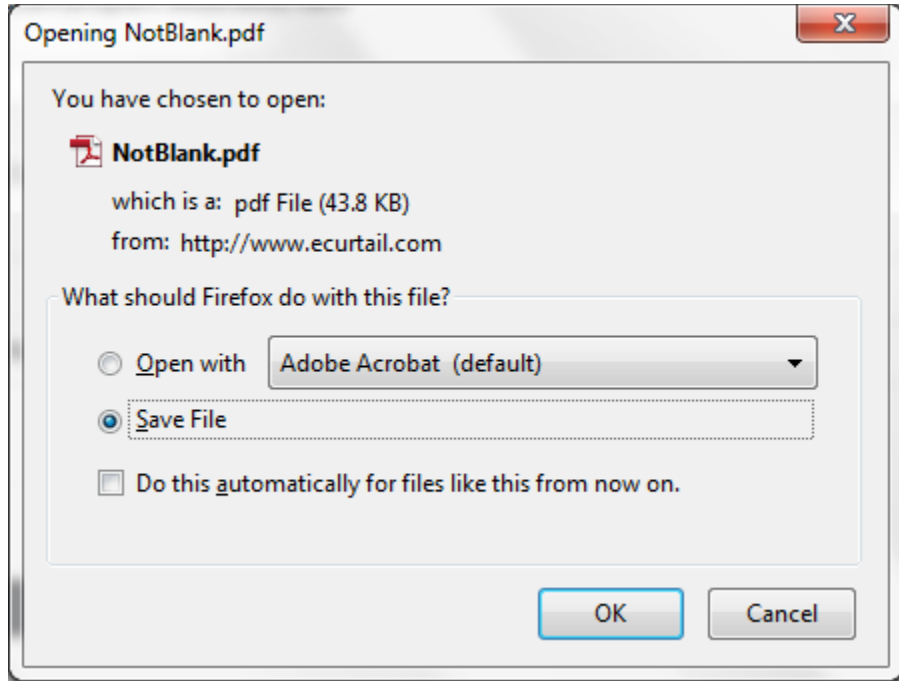 Opening NotBlank.pdf
You have chosen to open:
NotBlank.pdf
which is a: pdf File (43.8 KB)
from: http://www.ecurtail.com
What should Firefox do with this file?
Open with Adobe Acrobat (default)
Save File
Do this automatically for files like this from now on.
OK Cancel